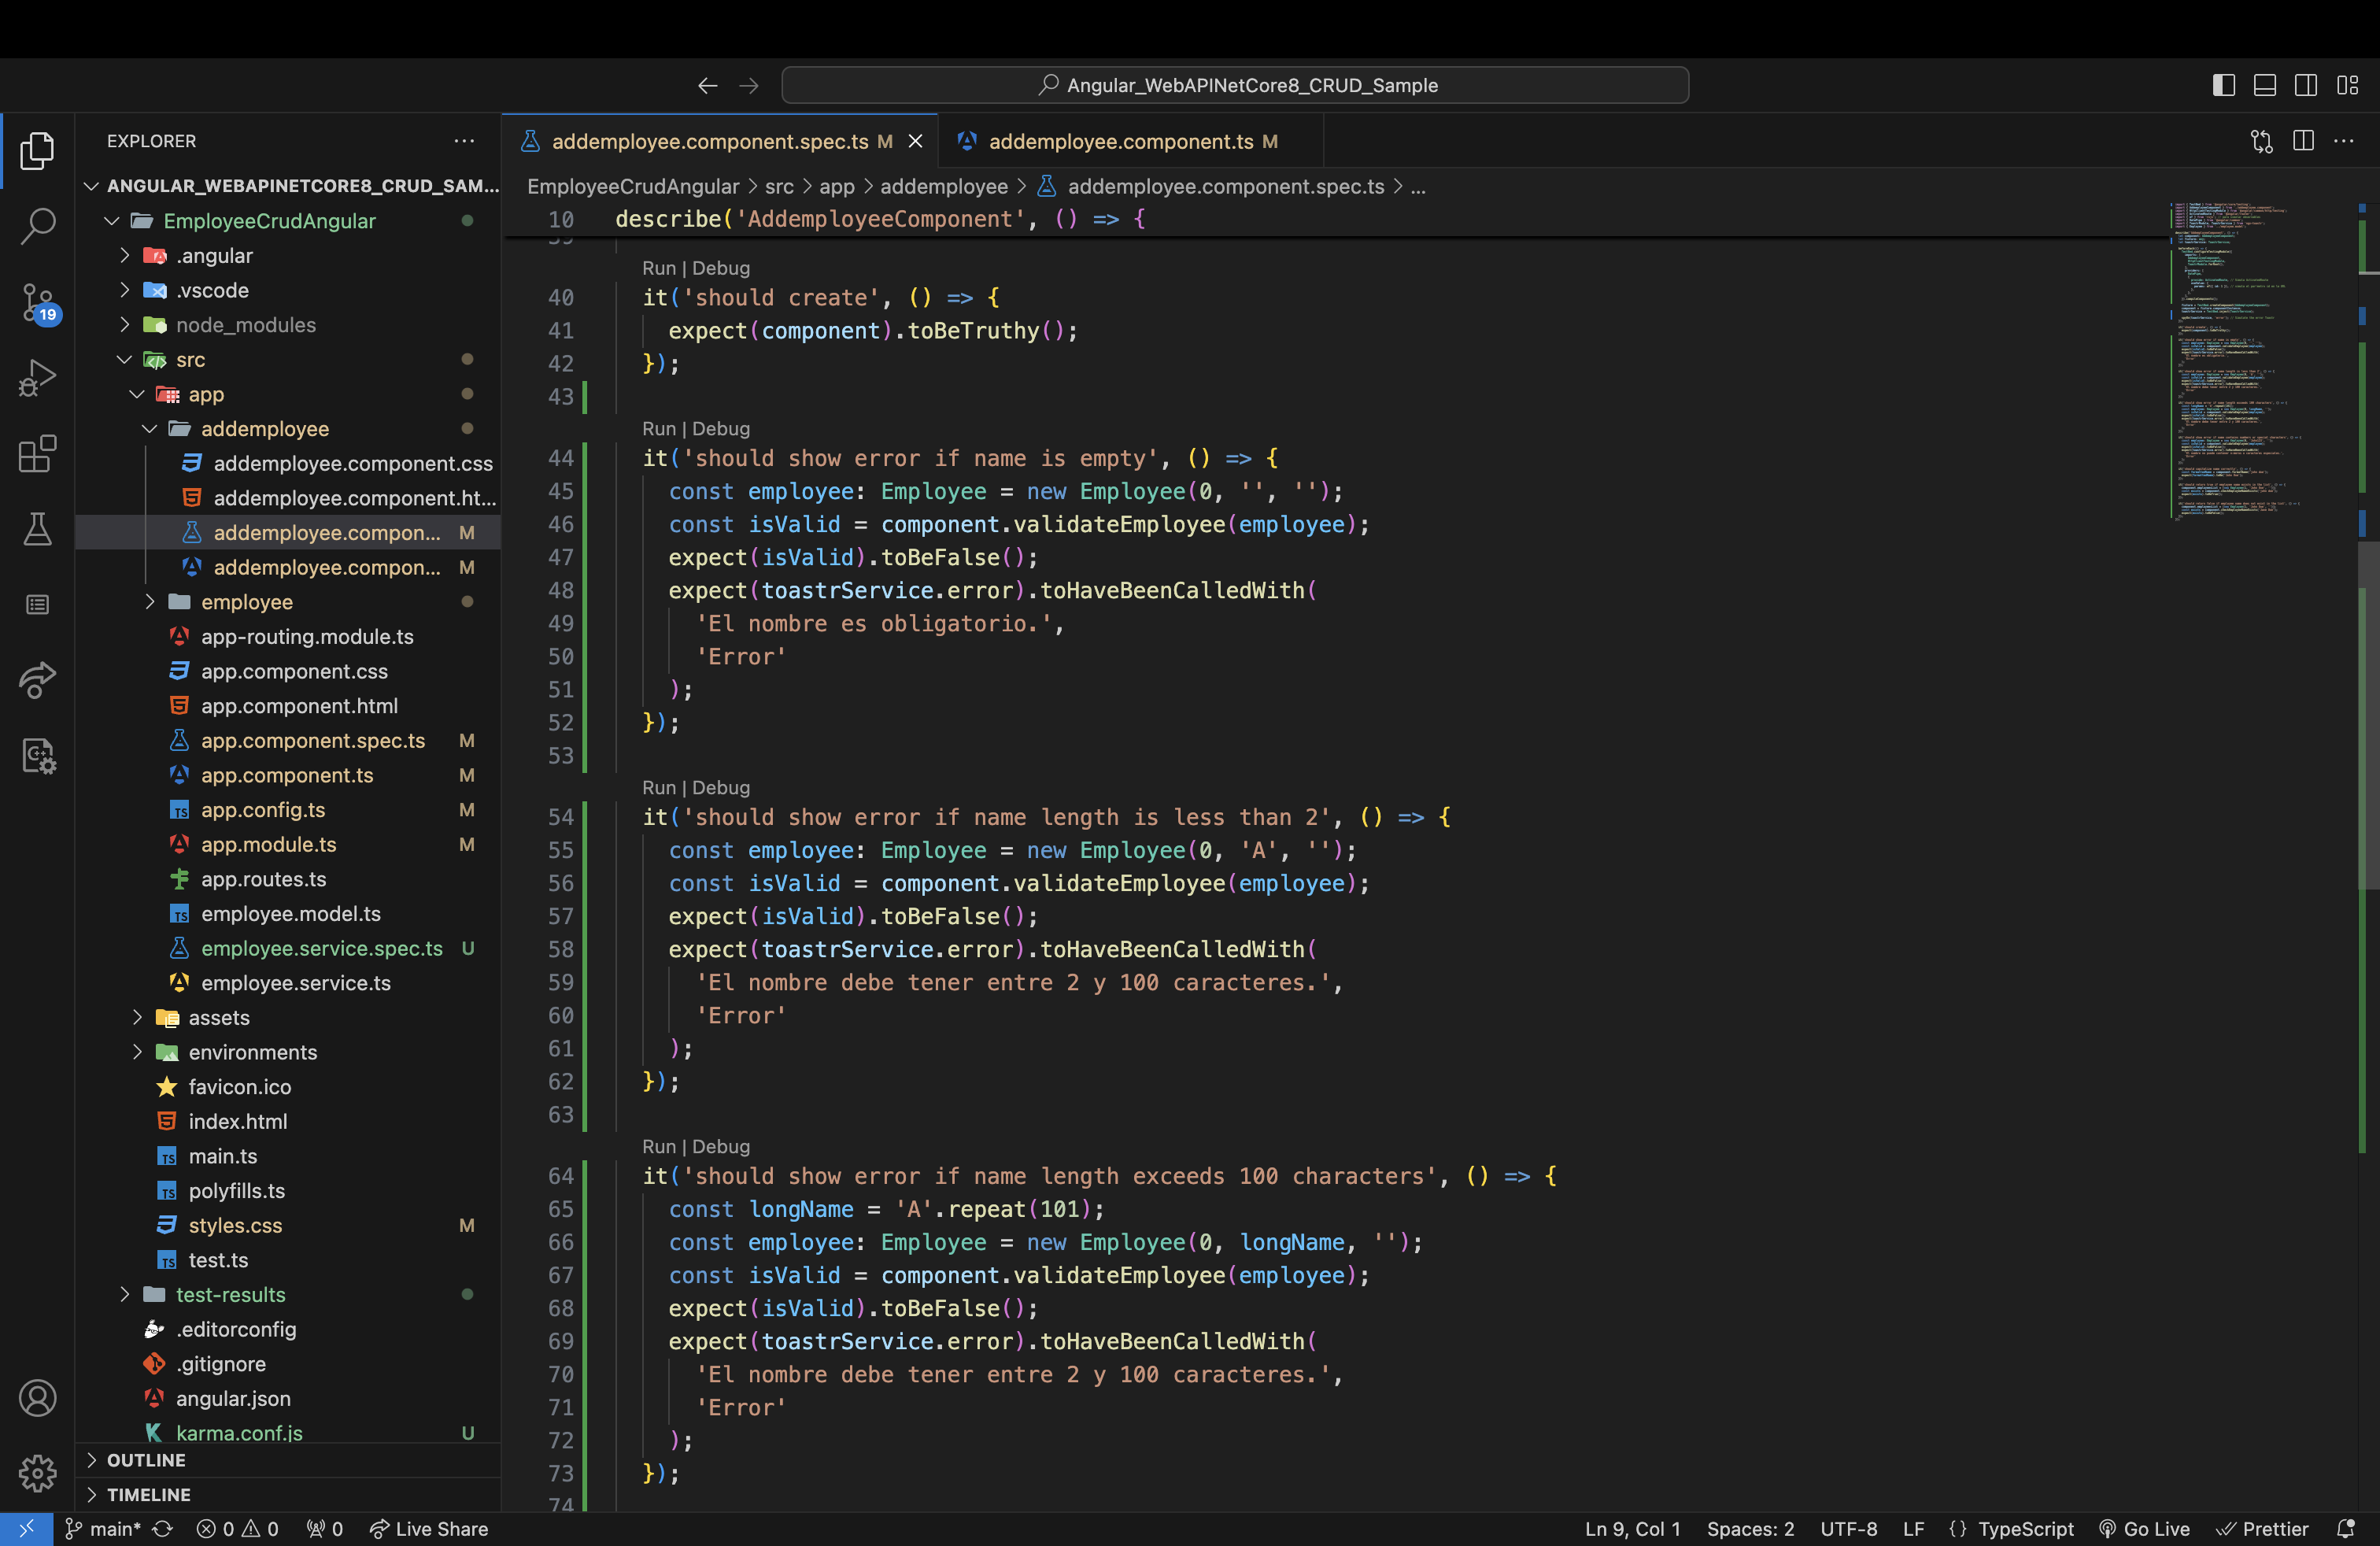 Angular_WebAPINetCore8_CRUD_Sample
EXPLORER
ANGULAR_WEBAPINETCORE8_CRUD_SAM...
EmployeeCrudAngular
.angular
.vscode
node_modules
src
app
addemployee
addemployee.component.css
addemployee.component.ht...
addemployee.compon... M
addemployee.compon... M
employee
app-routing.module.ts
app.component.css
app.component.html
app.component.spec.ts M
app.component.ts M
app.config.ts M
app.module.ts M
app.routes.ts
employee.model.ts
employee.service.spec.ts U
employee.service.ts
assets
environments
favicon.ico
index.html
main.ts
polyfills.ts
styles.css M
test.ts
test-results
.editorconfig
.gitignore
angular.json
karma.conf.js U
OUTLINE
TIMELINE
19
addemployee.component.spec.ts M
addemployee.component.ts M
EmployeeCrudAngular > src > app > addemployee > addemployee.component.spec.ts > ...
10 describe('AddemployeeComponent', () => {
39
Run | Debug
40 it('should create', () => {
41 expect(component).toBeTruthy();
42 });
43
Run | Debug
44 it('should show error if name is empty', () => {
45 const employee: Employee = new Employee(0, '', '');
46 const isValid = component.validateEmployee(employee);
47 expect(isValid).toBeFalse();
48 expect(toastrService.error).toHaveBeenCalledWith(
49 'El nombre es obligatorio.',
50 'Error'
51 );
52 });
53
Run | Debug
54 it('should show error if name length is less than 2', () => {
55 const employee: Employee = new Employee(0, 'A', '');
56 const isValid = component.validateEmployee(employee);
57 expect(isValid).toBeFalse();
58 expect(toastrService.error).toHaveBeenCalledWith(
59 'El nombre debe tener entre 2 y 100 caracteres.',
60 'Error'
61 );
62 });
63
Run | Debug
64 it('should show error if name length exceeds 100 characters', () => {
65 const longName = 'A'.repeat(101);
66 const employee: Employee = new Employee(0, longName, '');
67 const isValid = component.validateEmployee(employee);
68 expect(isValid).toBeFalse();
69 expect(toastrService.error).toHaveBeenCalledWith(
70 'El nombre debe tener entre 2 y 100 caracteres.',
71 'Error'
72 );
73 });
74
main* 0 0 0 Live Share
Ln 9, Col 1 Spaces: 2 UTF-8 LF {} TypeScript Go Live Prettier